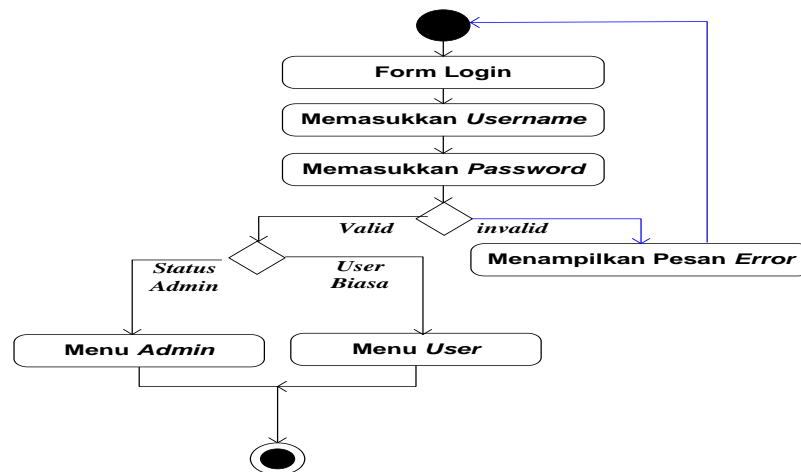 Form Login
Memasukkan Username
Memasukkan Password
Valid
invalid
Menampilkan Pesan Error
Status
Admin
User
Biasa
Menu Admin
Menu User